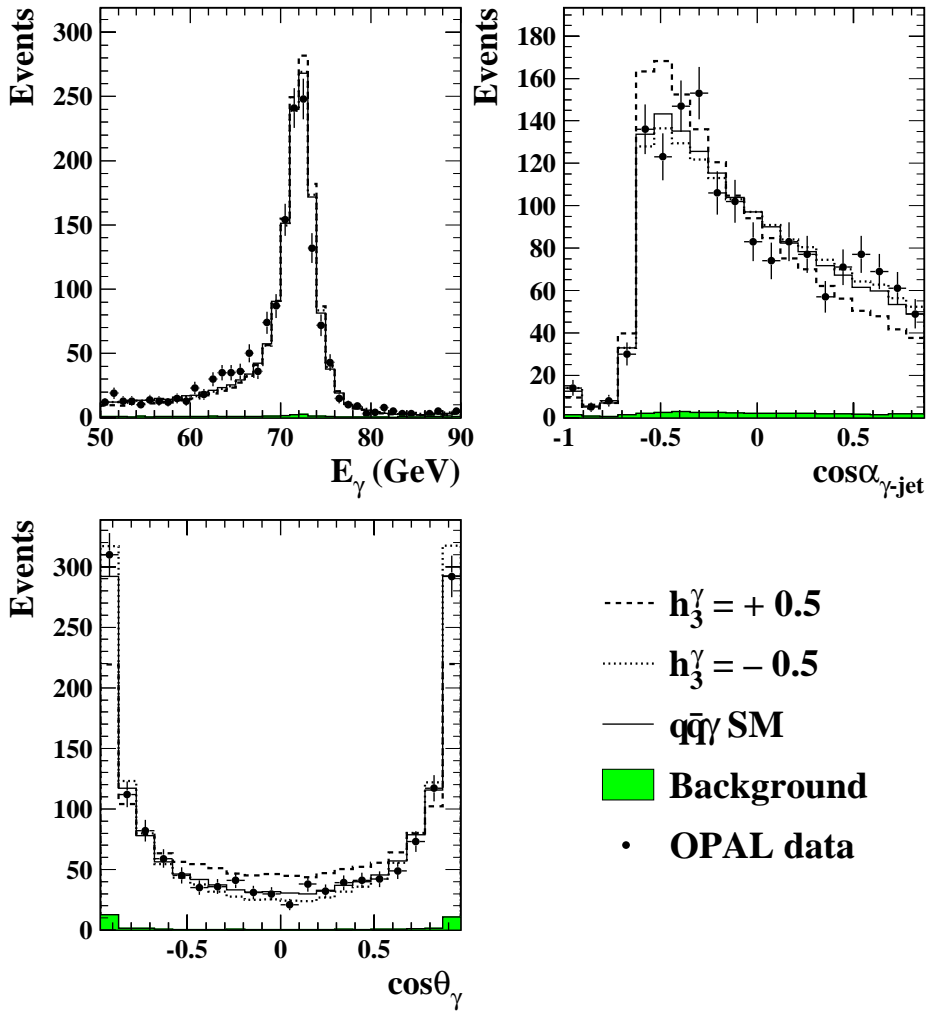 Events
300
250
200
150
100
50
0
50 60 70 80 90
E_γ (GeV)
Events
180
160
140
120
100
80
60
40
20
0
-1 -0.5 0 0.5
cosα_γ-jet
Events
300
250
200
150
100
50
0
-0.5 0 0.5
cosθ_γ
h₃^γ = + 0.5
h₃^γ = − 0.5
qq̄γ SM
Background
OPAL data